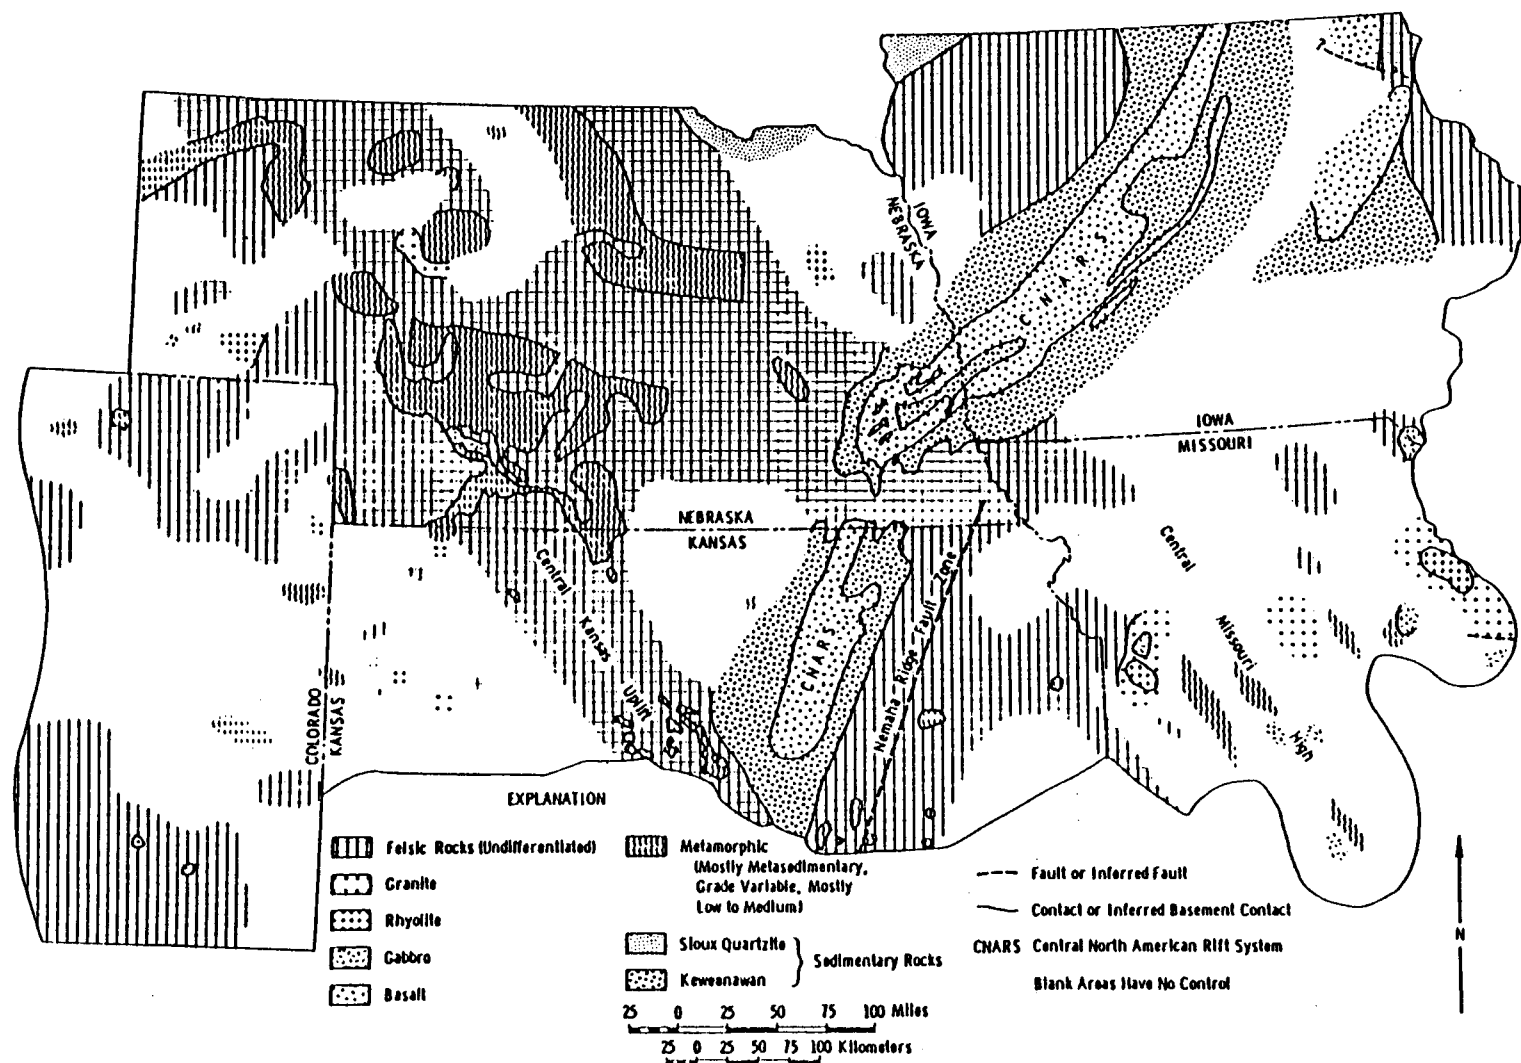 ?
IOWA
NEBRASKA
C N A R S
IOWA
MISSOURI
NEBRASKA
KANSAS
Central
Kansas
Uplift
CNARS
Nemaha Ridge Fault Zone
Central
Missouri
High
COLORADO
KANSAS
EXPLANATION
Felsic Rocks (Undifferentiated)
Granite
Rhyolite
Gabbro
Basalt
Metamorphic
(Mostly Metasedimentary,
Grade Variable, Mostly
Low to Medium)
Sioux Quartzite
Keweenawan
Sedimentary Rocks
Fault or Inferred Fault
Contact or Inferred Basement Contact
CNARS Central North American Rift System
Blank Areas Have No Control
N
25 0 25 50 75 100 Miles
25 0 25 50 75 100 Kilometers